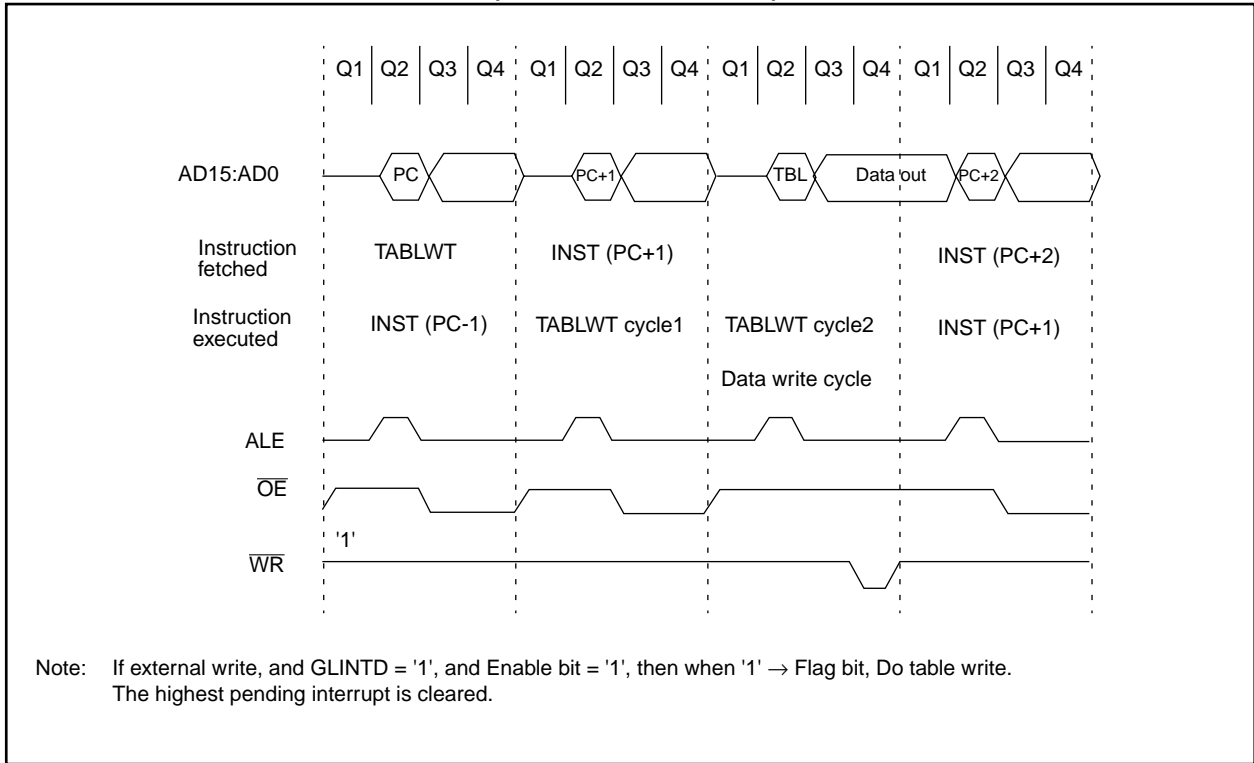 Q1 Q2 Q3 Q4 Q1 Q2 Q3 Q4 Q1 Q2 Q3 Q4 Q1 Q2 Q3 Q4
AD15:AD0 PC PC+1 TBL Data out PC+2
Instruction
fetched
TABLWT INST (PC+1) INST (PC+2)
Instruction
executed
INST (PC-1) TABLWT cycle1 TABLWT cycle2 INST (PC+1)
Data write cycle
ALE
OE
'1'
WR
Note: If external write, and GLINTD = '1', and Enable bit = '1', then when '1' → Flag bit, Do table write.
The highest pending interrupt is cleared.